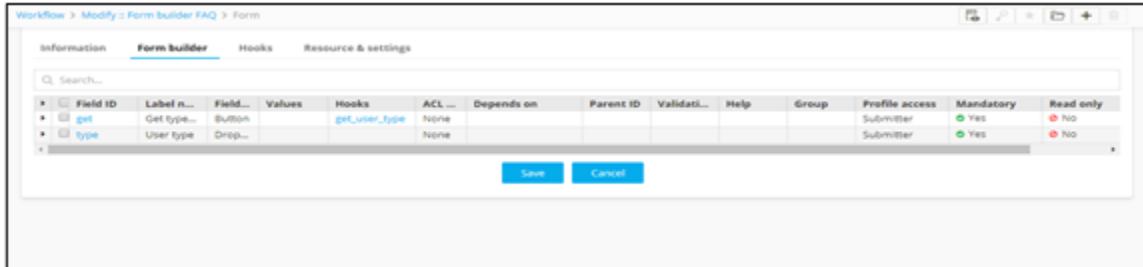 Workflow > Modify :: Form builder FAQ > Form
Information Form builder Hooks Resource & settings
Search...
Field ID Label n... Field... Values Hooks ACL ... Depends on Parent ID Validati... Help Group Profile access Mandatory Read only
get Get type... Button get_user_type None Submitter Yes No
type User type Drop... None Submitter Yes No
Save Cancel